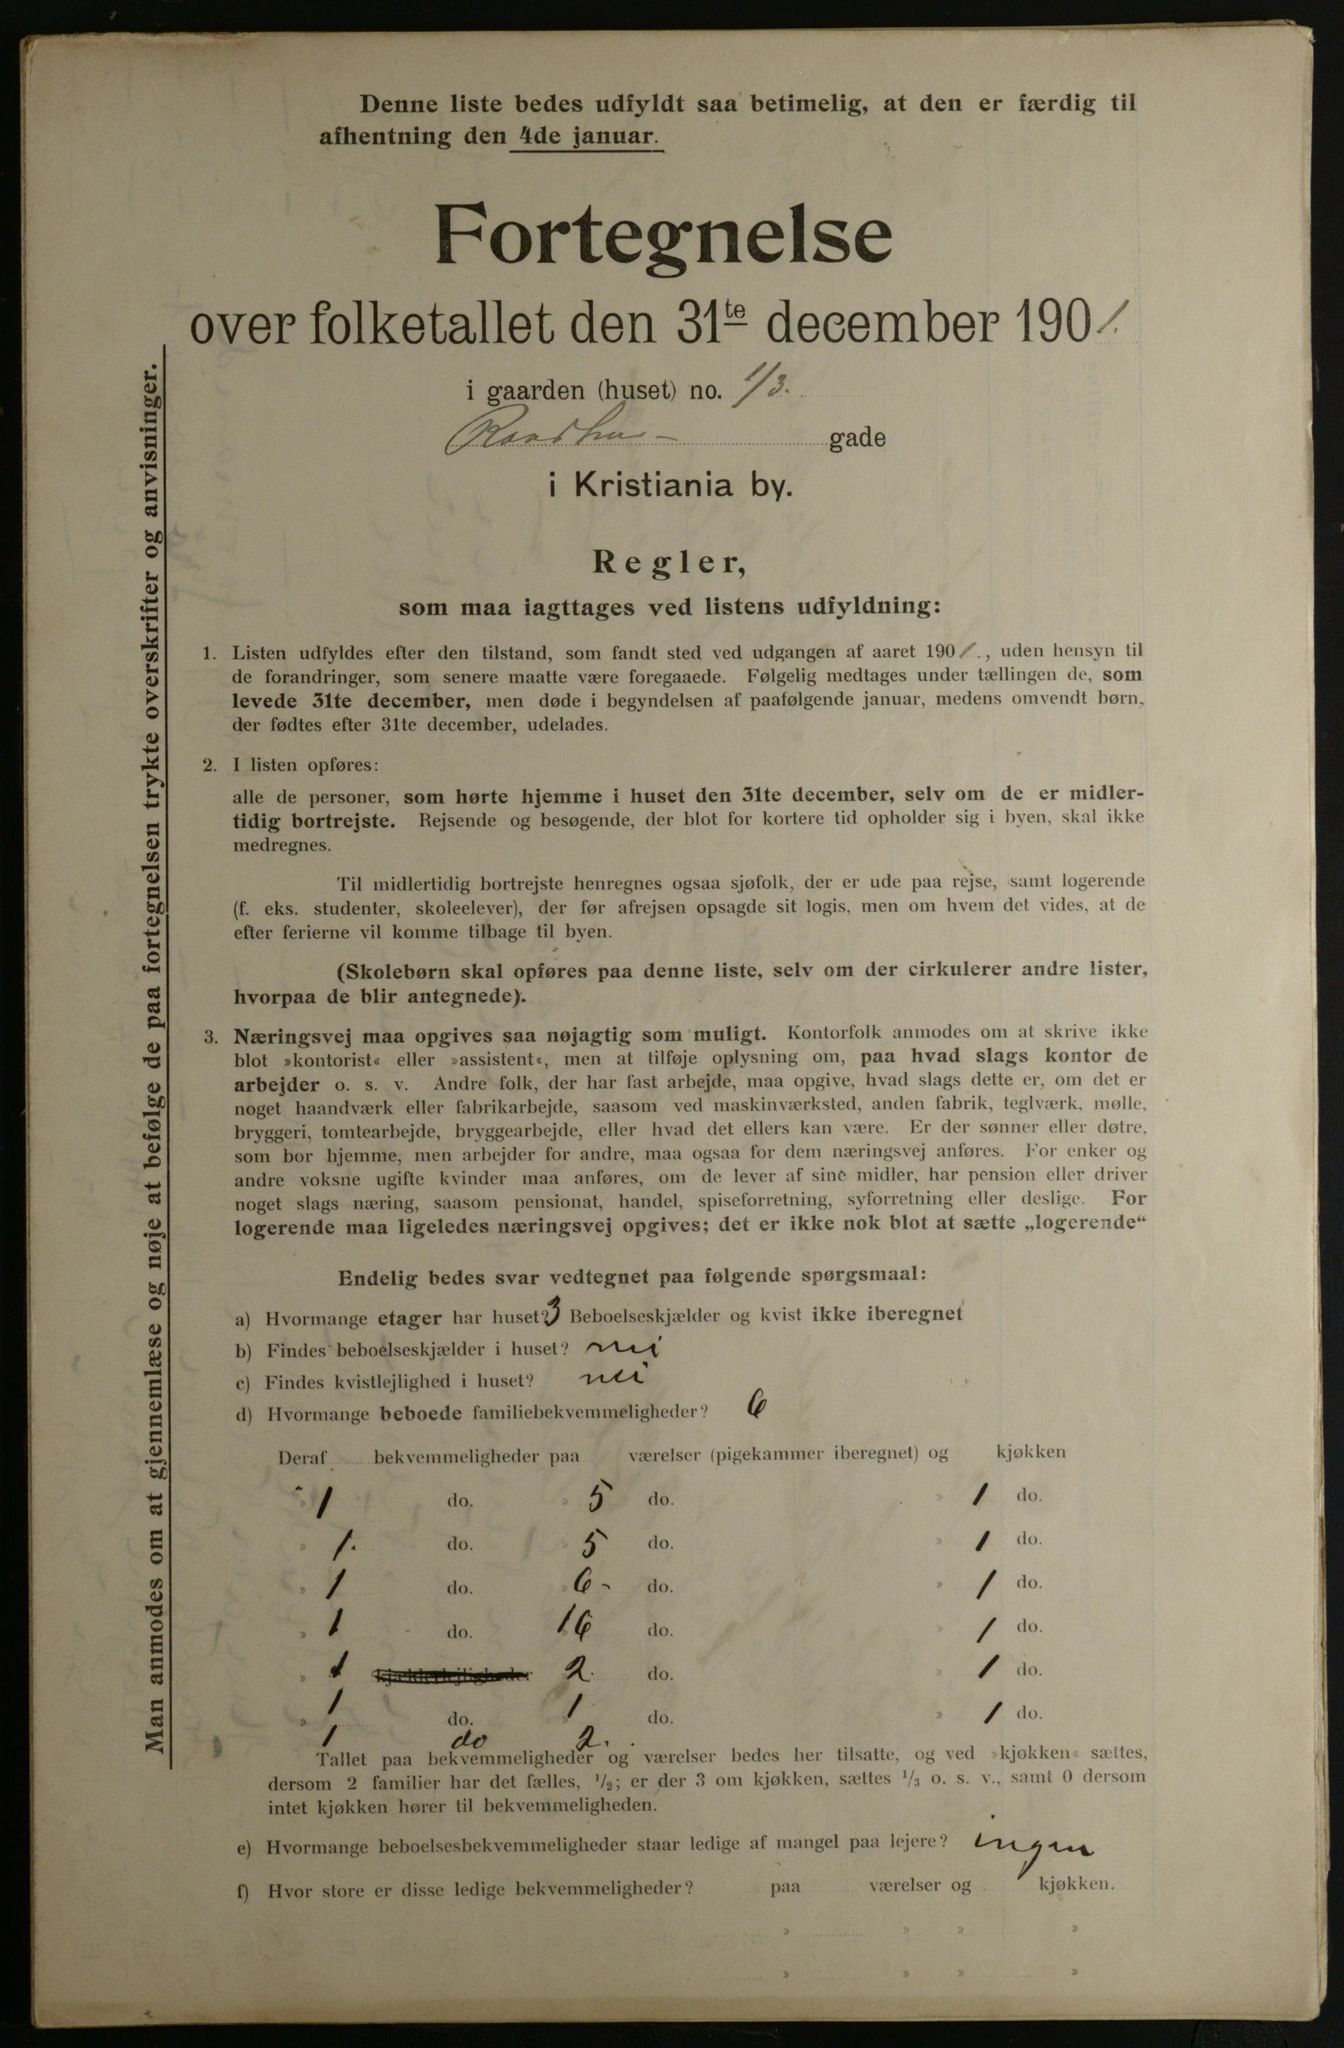 Denne liste bedes udfyldt saa betimelig, at den er færdig til
afhentning den 4de januar.
Fortegnelse
over folketallet den 31te december 1901.
i gaarden (huset) no. 1/3.
Raadhus- gade
i Kristiania by.
Regler,
som maa iagttages ved listens udfyldning:
1. Listen udfyldes efter den tilstand, som fandt sted ved udgangen af aaret 1901., uden hensyn til
de forandringer, som senere maatte være foregaaede. Følgelig medtages under tællingen de, som
levede 31te december, men døde i begyndelsen af paafølgende januar, medens omvendt børn,
der fødtes efter 31te december, udelades.
2. I listen opføres:
alle de personer, som hørte hjemme i huset den 31te december, selv om de er midler-
tidig bortrejste. Rejsende og besøgende, der blot for kortere tid opholder sig i byen, skal ikke
medregnes.
Til midlertidig bortrejste henregnes ogsaa sjøfolk, der er ude paa rejse, samt logerende
(f. eks. studenter, skoleelever), der før afrejsen opsagde sit logis, men om hvem det vides, at de
efter ferierne vil komme tilbage til byen.
(Skolebørn skal opføres paa denne liste, selv om der cirkulerer andre lister,
hvorpaa de blir antegnede).
3. Næringsvej maa opgives saa nøjagtig som muligt. Kontorfolk anmodes om at skrive ikke
blot »kontorist« eller »assistent«, men at tilføje oplysning om, paa hvad slags kontor de
arbejder o. s. v. Andre folk, der har fast arbejde, maa opgive, hvad slags dette er, om det er
noget haandværk eller fabrikarbejde, saasom ved maskinværksted, anden fabrik, teglværk, mølle,
bryggeri, tomtearbejde, bryggearbejde, eller hvad det ellers kan være. Er der sønner eller døtre,
som bor hjemme, men arbejder for andre, maa ogsaa for dem næringsvej anføres. For enker og
andre voksne ugifte kvinder maa anføres, om de lever af sine midler, har pension eller driver
noget slags næring, saasom pensionat, handel, spiseforretning, syforretning eller deslige. For
logerende maa ligeledes næringsvej opgives; det er ikke nok blot at sætte „logerende“
Endelig bedes svar vedtegnet paa følgende spørgsmaal:
a) Hvormange etager har huset? 3 Beboelseskjælder og kvist ikke iberegnet
b) Findes beboelseskjælder i huset? nei
c) Findes kvistlejlighed i huset? nei
d) Hvormange beboede familiebekvemmeligheder? 6
Deraf bekvemmeligheder paa værelser (pigekammer iberegnet) og kjøkken
» 1 do. » 5 do. » 1 do.
» 1. do. » 5 do. » 1 do.
» 1 do. » 6 - do. » 1 do.
» 1 do. » 16 do. » 1 do.
» 1 kjælderlejligheder 2. do. » 1 do.
» 1 do. » 1 do. » 1 do.
1 do 2.
Tallet paa bekvemmeligheder og værelser bedes her tilsatte, og ved »kjøkken« sættes,
dersom 2 familier har det fælles, 1/2; er der 3 om kjøkken, sættes 1/3 o. s. v., samt 0 dersom
intet kjøkken hører til bekvemmeligheden.
e) Hvormange beboelsesbekvemmeligheder staar ledige af mangel paa lejere? ingen
f) Hvor store er disse ledige bekvemmeligheder? paa værelser og kjøkken.
» » » »
» » » »
Man anmodes om at gjennemlæse og nøje at befølge de paa fortegnelsen trykte overskrifter og anvisninger.